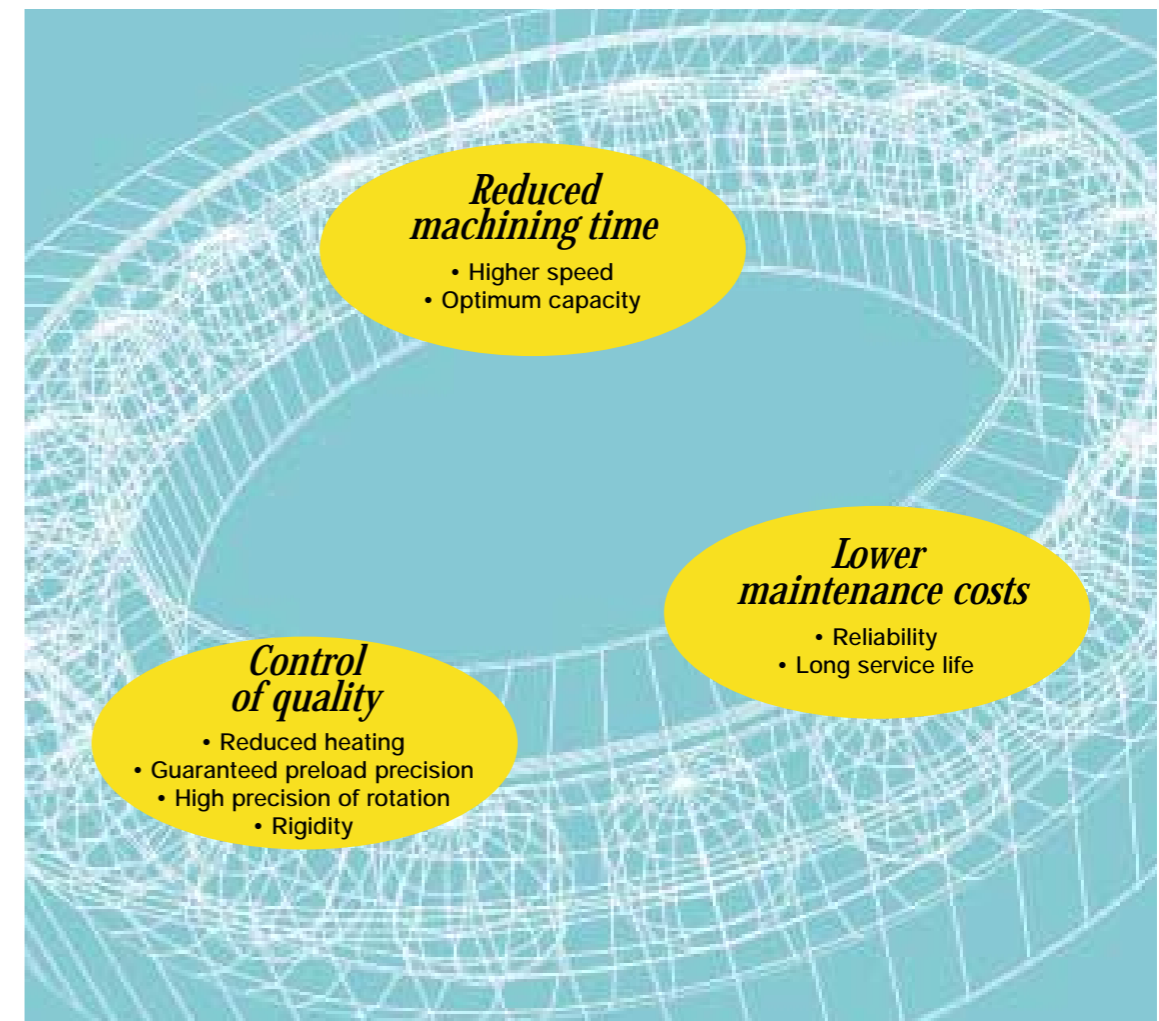 Reduced
machining time
• Higher speed
• Optimum capacity
Lower
maintenance costs
• Reliability
• Long service life
Control
of quality
• Reduced heating
• Guaranteed preload precision
• High precision of rotation
• Rigidity